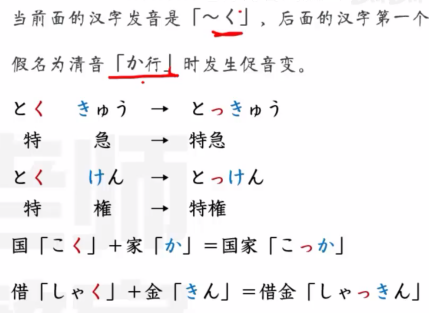 当前面的汉字发音是「～く」，后面的汉字第一个
假名为清音「か行」时发生促音变。
とく きゅう → とっきゅう
特 急 → 特急
とく けん → とっけん
特 権 → 特権
国「こく」＋家「か」＝国家「こっか」
借「しゃく」＋金「きん」＝借金「しゃっきん」